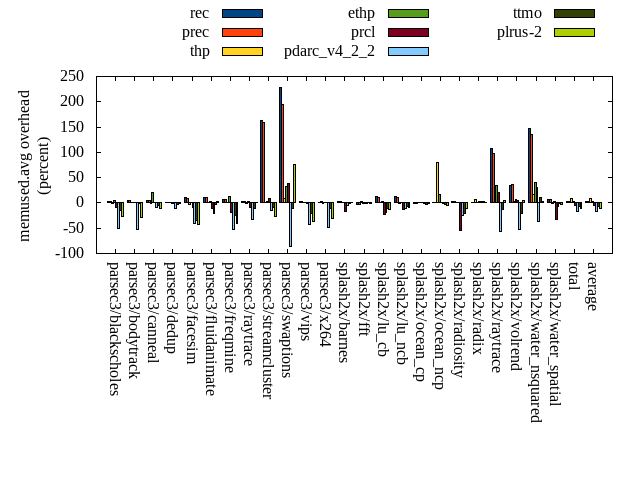 rec
ethp
ttmo
prec
prcl
plrus-2
thp
pdarc_v4_2_2
memused.avg overhead
(percent)
250
200
150
100
50
0
-50
-100
parsec3/blackscholes
parsec3/bodytrack
parsec3/canneal
parsec3/dedup
parsec3/facesim
parsec3/fluidanimate
parsec3/freqmine
parsec3/raytrace
parsec3/streamcluster
parsec3/swaptions
parsec3/vips
parsec3/x264
splash2x/barnes
splash2x/fft
splash2x/lu_cb
splash2x/lu_ncb
splash2x/ocean_cp
splash2x/ocean_ncp
splash2x/radiosity
splash2x/radix
splash2x/raytrace
splash2x/volrend
splash2x/water_nsquared
splash2x/water_spatial
total
average